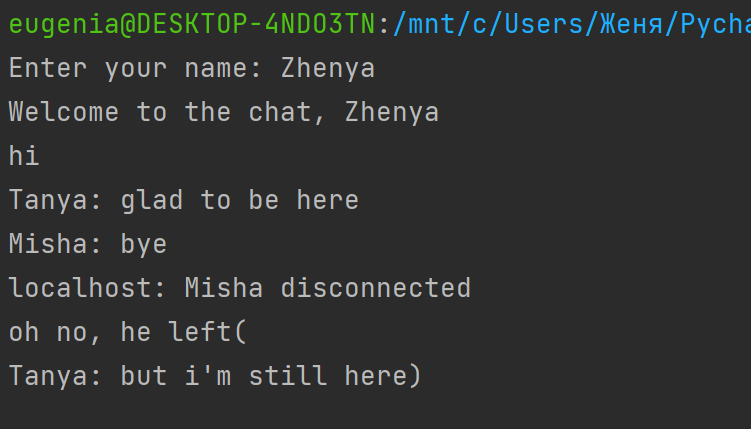 eugenia@DESKTOP-4NDO3TN:/mnt/c/Users/Женя/Pycha
Enter your name: Zhenya
Welcome to the chat, Zhenya
hi
Tanya: glad to be here
Misha: bye
localhost: Misha disconnected
oh no, he left(
Tanya: but i'm still here)